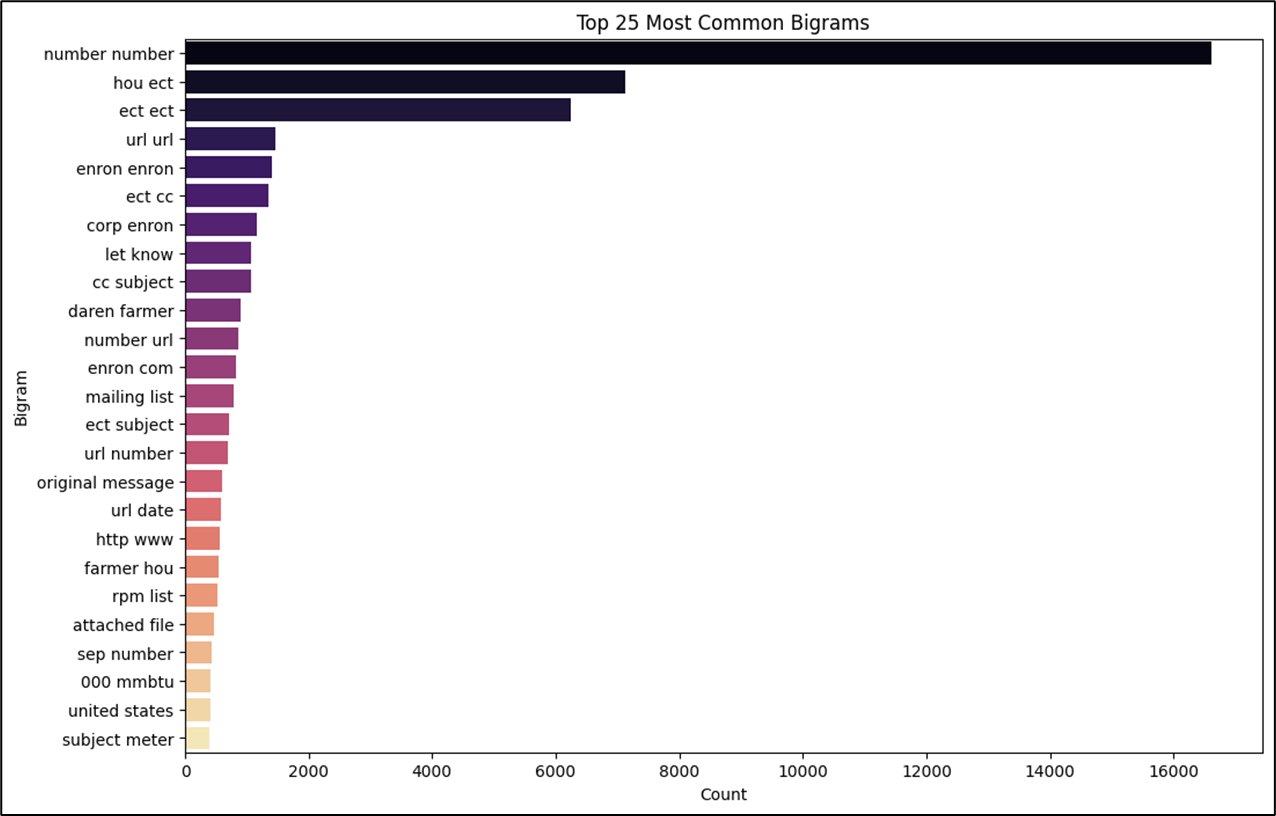 Top 25 Most Common Bigrams
number number
hou ect
ect ect
url url
enron enron
ect cc
corp enron
let know
cc subject
daren farmer
number url
enron com
mailing list
ect subject
url number
original message
url date
http www
farmer hou
rpm list
attached file
sep number
000 mmbtu
united states
subject meter
Bigram
0 2000 4000 6000 8000 10000 12000 14000 16000
Count